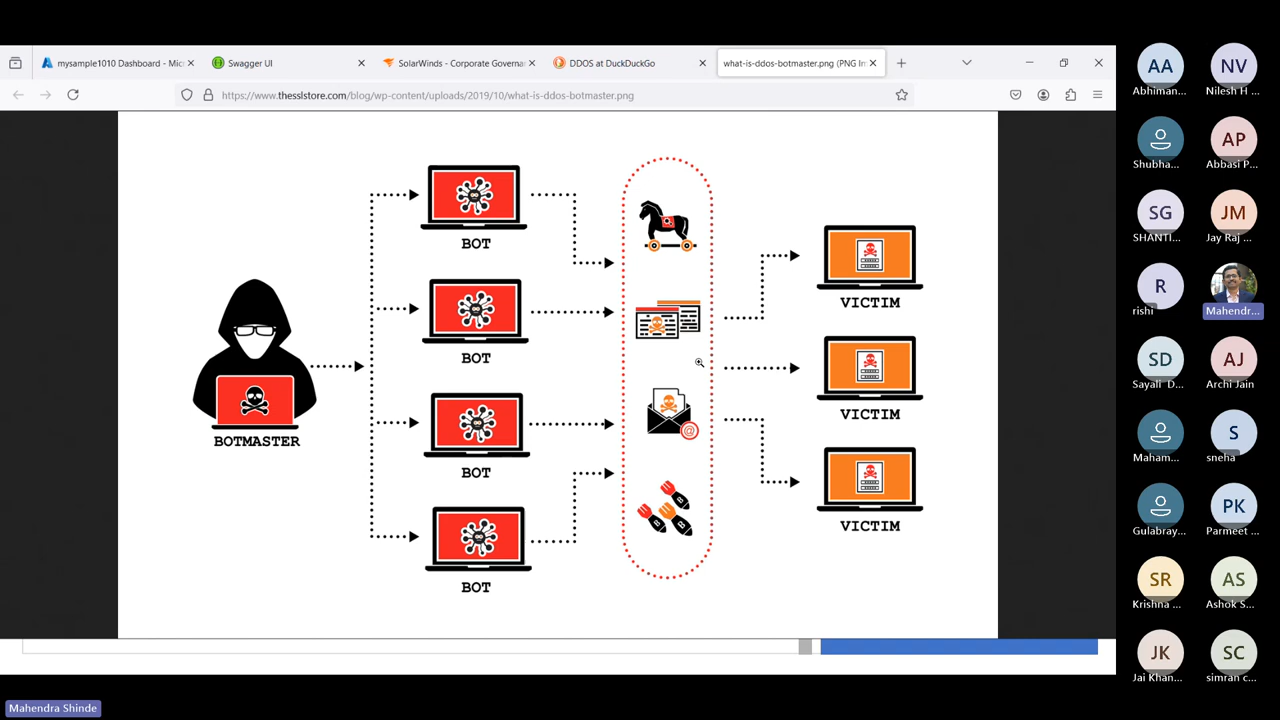 mysample1010 Dashboard - Mic
Swagger UI
SolarWinds - Corporate Governan
DDOS at DuckDuckGo
what-is-ddos-botmaster.png (PNG In
https://www.thesslstore.com/blog/wp-content/uploads/2019/10/what-is-ddos-botmaster.png
BOTMASTER
BOT
BOT
BOT
BOT
@
B
B
B
VICTIM
VICTIM
VICTIM
AA
Abhiman...
NV
Nilesh H ...
Shubha...
AP
Abbasi P...
SG
SHANTI...
JM
Jay Raj ...
R
rishi
Mahendr...
SD
Sayali D...
AJ
Archi Jain
Maham...
S
sneha
Gulabray...
PK
Parmeet ...
SR
Krishna ...
AS
Ashok S...
JK
Jai Khan...
SC
simran c...
Mahendra Shinde